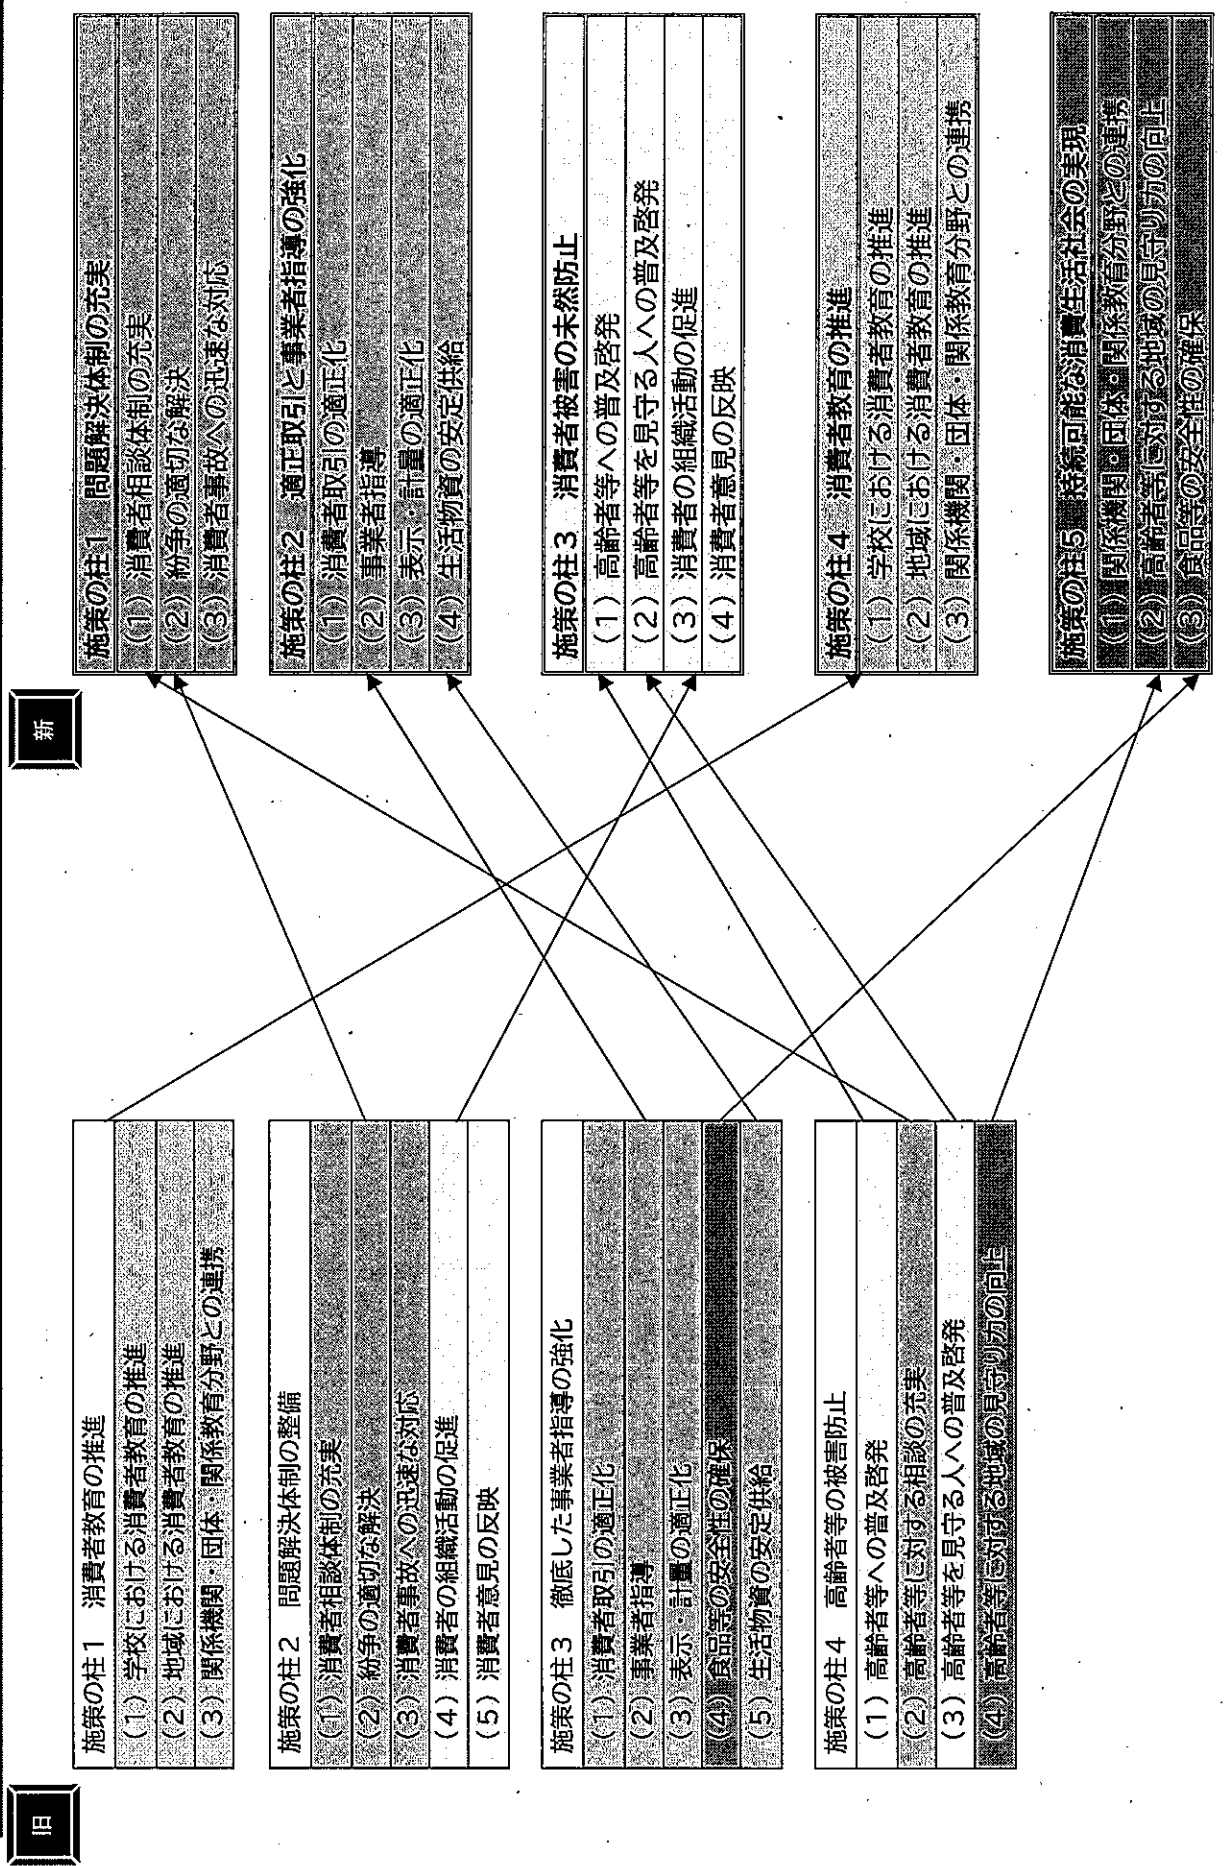 旧
施策の柱1　消費者教育の推進
(1) 学校における消費者教育の推進
(2) 地域における消費者教育の推進
(3) 関係機関・団体・関係教育分野との連携
施策の柱2　問題解決体制の整備
(1) 消費者相談体制の充実
(2) 紛争の適切な解決
(3) 消費者事故への迅速な対応
(4) 消費者の組織活動の促進
(5) 消費者意見の反映
施策の柱3　徹底した事業者指導の強化
(1) 消費者取引の適正化
(2) 事業者指導
(3) 表示・計量の適正化
(4) 食品等の安全性の確保
(5) 生活物資の安定供給
施策の柱4　高齢者等の被害防止
(1) 高齢者等への普及啓発
(2) 高齢者等に対する相談の充実
(3) 高齢者等を見守る人への普及啓発
(4) 高齢者等に対する地域の見守り力の向上
新
施策の柱1　問題解決体制の充実
(1) 消費者相談体制の充実
(2) 紛争の適切な解決
(3) 消費者事故への迅速な対応
施策の柱2　適正取引と事業者指導の強化
(1) 消費者取引の適正化
(2) 事業者指導
(3) 表示・計量の適正化
(4) 生活物資の安定供給
施策の柱3　消費者被害の未然防止
(1) 高齢者等への普及啓発
(2) 高齢者等を見守る人への普及啓発
(3) 消費者の組織活動の促進
(4) 消費者意見の反映
施策の柱4　消費者教育の推進
(1) 学校における消費者教育の推進
(2) 地域における消費者教育の推進
(3) 関係機関・団体・関係教育分野との連携
施策の柱5　持続可能な消費生活社会の実現
(1) 関係機関・団体・関係教育分野との連携
(2) 高齢者等に対する地域の見守り力の向上
(3) 食品等の安全性の確保